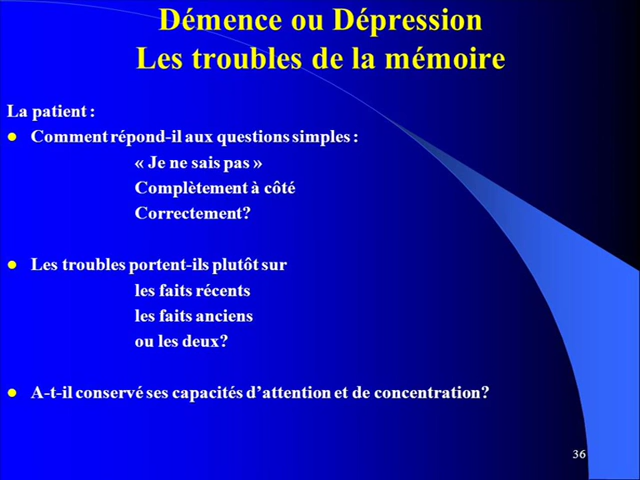 Démence ou Dépression
Les troubles de la mémoire
La patient :
Comment répond-il aux questions simples :
« Je ne sais pas »
Complètement à côté
Correctement?
Les troubles portent-ils plutôt sur
les faits récents
les faits anciens
ou les deux?
A-t-il conservé ses capacités d’attention et de concentration?
36